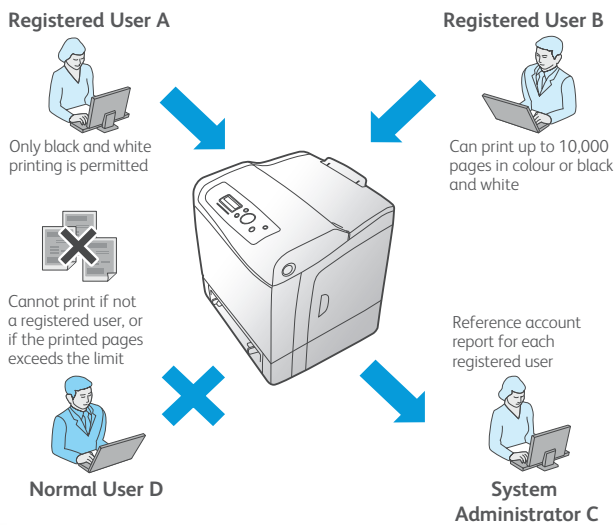 Registered User A
Only black and white
printing is permitted
Registered User B
Can print up to 10,000
pages in colour or black
and white
Cannot print if not
a registered user, or
if the printed pages
exceeds the limit
Normal User D
Reference account
report for each
registered user
System
Administrator C